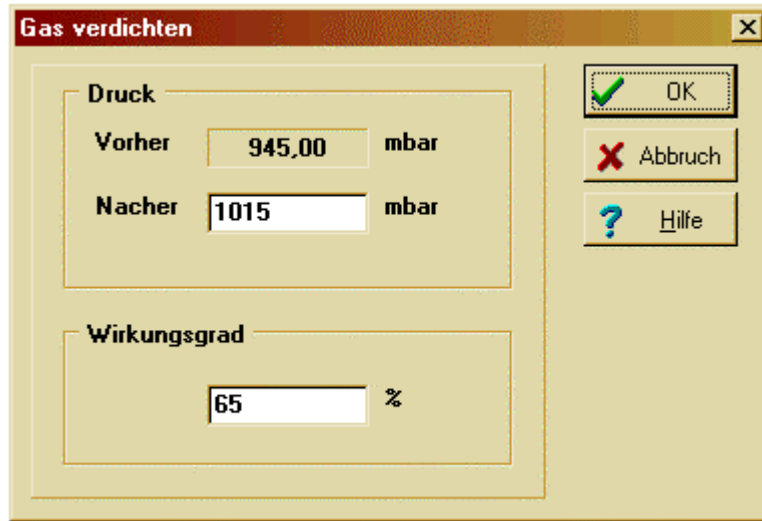 Gas verdichten
Druck
Vorher 945,00 mbar
Nacher 1015 mbar
Wirkungsgrad
65 %
OK
Abbruch
Hilfe